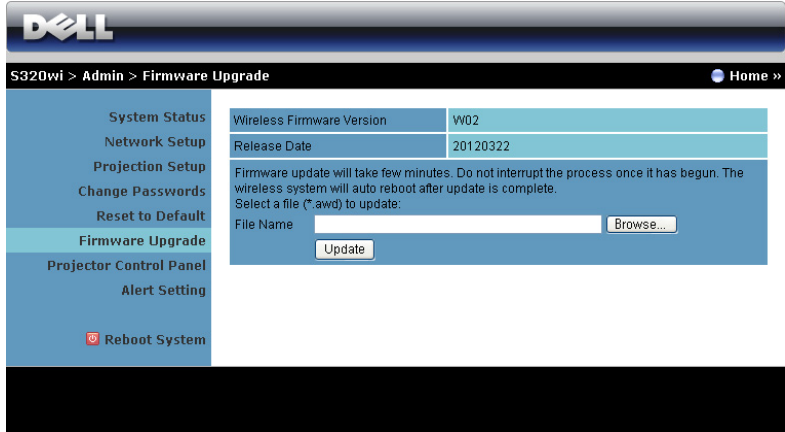 DELL
S320wi > Admin > Firmware Upgrade
Home »
System Status
Network Setup
Projection Setup
Change Passwords
Reset to Default
Firmware Upgrade
Projector Control Panel
Alert Setting
Reboot System
Wireless Firmware Version W02
Release Date 20120322
Firmware update will take few minutes. Do not interrupt the process once it has begun. The
wireless system will auto reboot after update is complete.
Select a file (*.awd) to update:
File Name Browse...
Update